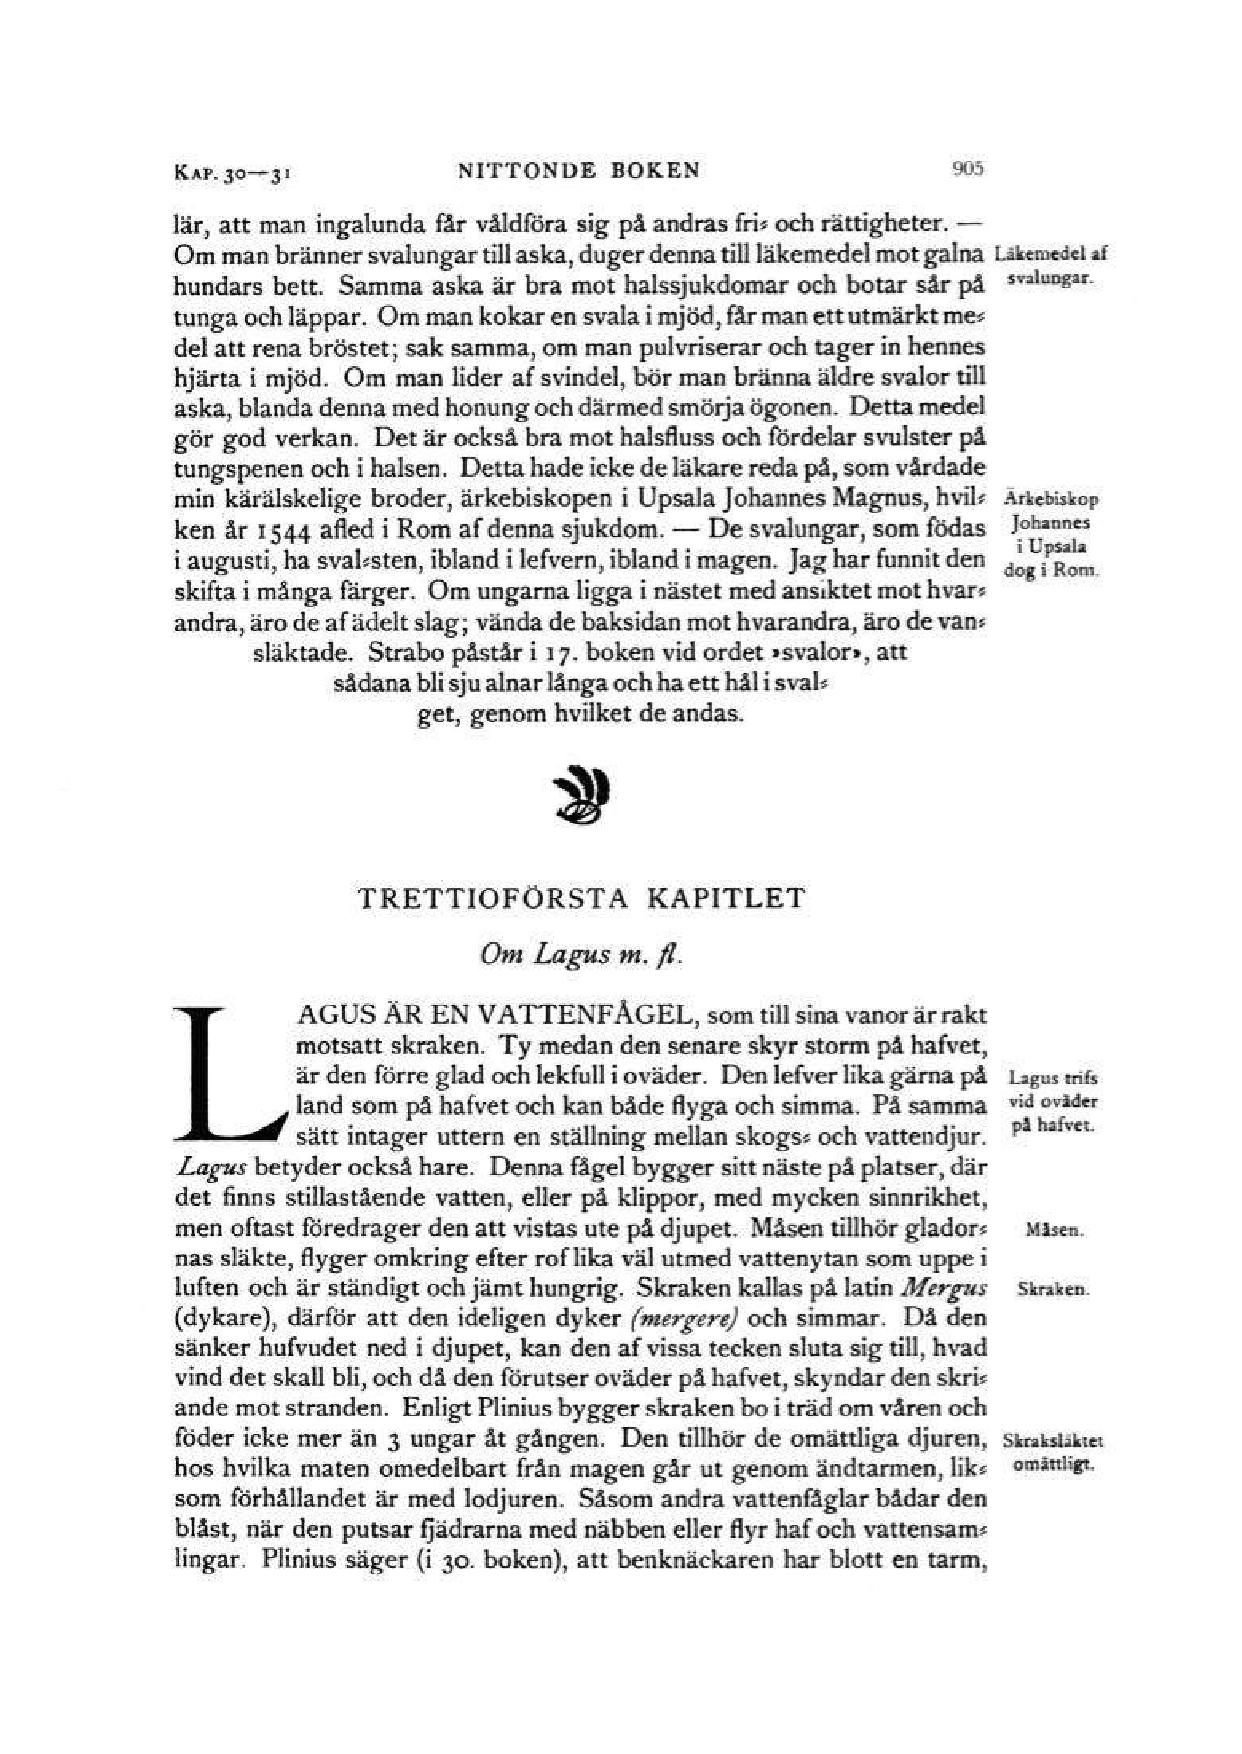 KAP. 30—31 NITTONDE BOKEN 905
lär, att man ingalunda får våldföra sig på andras fri- och rättigheter. —
Om man bränner svalungar till aska, duger denna till läkemedel mot galna
Läkemedel af
hundars bett. Samma aska är bra mot halssjukdomar och botar sår på
svalungar.
tunga och läppar. Om man kokar en svala i mjöd, får man ett utmärkt me-
del att rena bröstet; sak samma, om man pulvriserar och tager in hennes
hjärta i mjöd. Om man lider af svindel, bör man bränna äldre svalor till
aska, blanda denna med honung och därmed smörja ögonen. Detta medel
gör god verkan. Det är också bra mot halsfluss och fördelar svulster på
tungspenen och i halsen. Detta hade icke de läkare reda på, som vårdade
min kärälskelige broder, ärkebiskopen i Upsala Johannes Magnus, hvil-
Ärkebiskop
ken år 1544 afled i Rom af denna sjukdom. — De svalungar, som födas
Johannes
i augusti, ha sval-sten, ibland i lefvern, ibland i magen. Jag har funnit den
i Upsala
dog i Rom.
skifta i många färger. Om ungarna ligga i nästet med ansiktet mot hvar-
andra, äro de af ädelt slag; vända de baksidan mot hvarandra, äro de van-
släktade. Strabo påstår i 17. boken vid ordet »svalor», att
sådana bli sju alnar långa och ha ett hål i sval-
get, genom hvilket de andas.
TRETTIOFÖRSTA KAPITLET
Om Lagus m. fl.
LAGUS ÄR EN VATTENFÅGEL, som till sina vanor är rakt
motsatt skraken. Ty medan den senare skyr storm på hafvet,
är den förre glad och lekfull i oväder. Den lefver lika gärna på
Lagus trifs
land som på hafvet och kan både flyga och simma. På samma
vid oväder
sätt intager uttern en ställning mellan skogs- och vattendjur.
på hafvet.
Lagus betyder också hare. Denna fågel bygger sitt näste på platser, där
det finns stillastående vatten, eller på klippor, med mycken sinnrikhet,
men oftast föredrager den att vistas ute på djupet. Måsen tillhör glador-
Måsen.
nas släkte, flyger omkring efter rof lika väl utmed vattenytan som uppe i
luften och är ständigt och jämt hungrig. Skraken kallas på latin Mergus
Skraken.
(dykare), därför att den ideligen dyker (mergere) och simmar. Då den
sänker hufvudet ned i djupet, kan den af vissa tecken sluta sig till, hvad
vind det skall bli, och då den förutser oväder på hafvet, skyndar den skri-
ande mot stranden. Enligt Plinius bygger skraken bo i träd om våren och
föder icke mer än 3 ungar åt gången. Den tillhör de omättliga djuren,
Skraksläktet
hos hvilka maten omedelbart från magen går ut genom ändtarmen, lik-
omättligt.
som förhållandet är med lodjuren. Såsom andra vattenfåglar bådar den
blåst, när den putsar fjädrarna med näbben eller flyr haf och vattensam-
lingar. Plinius säger (i 30. boken), att benknäckaren har blott en tarm,